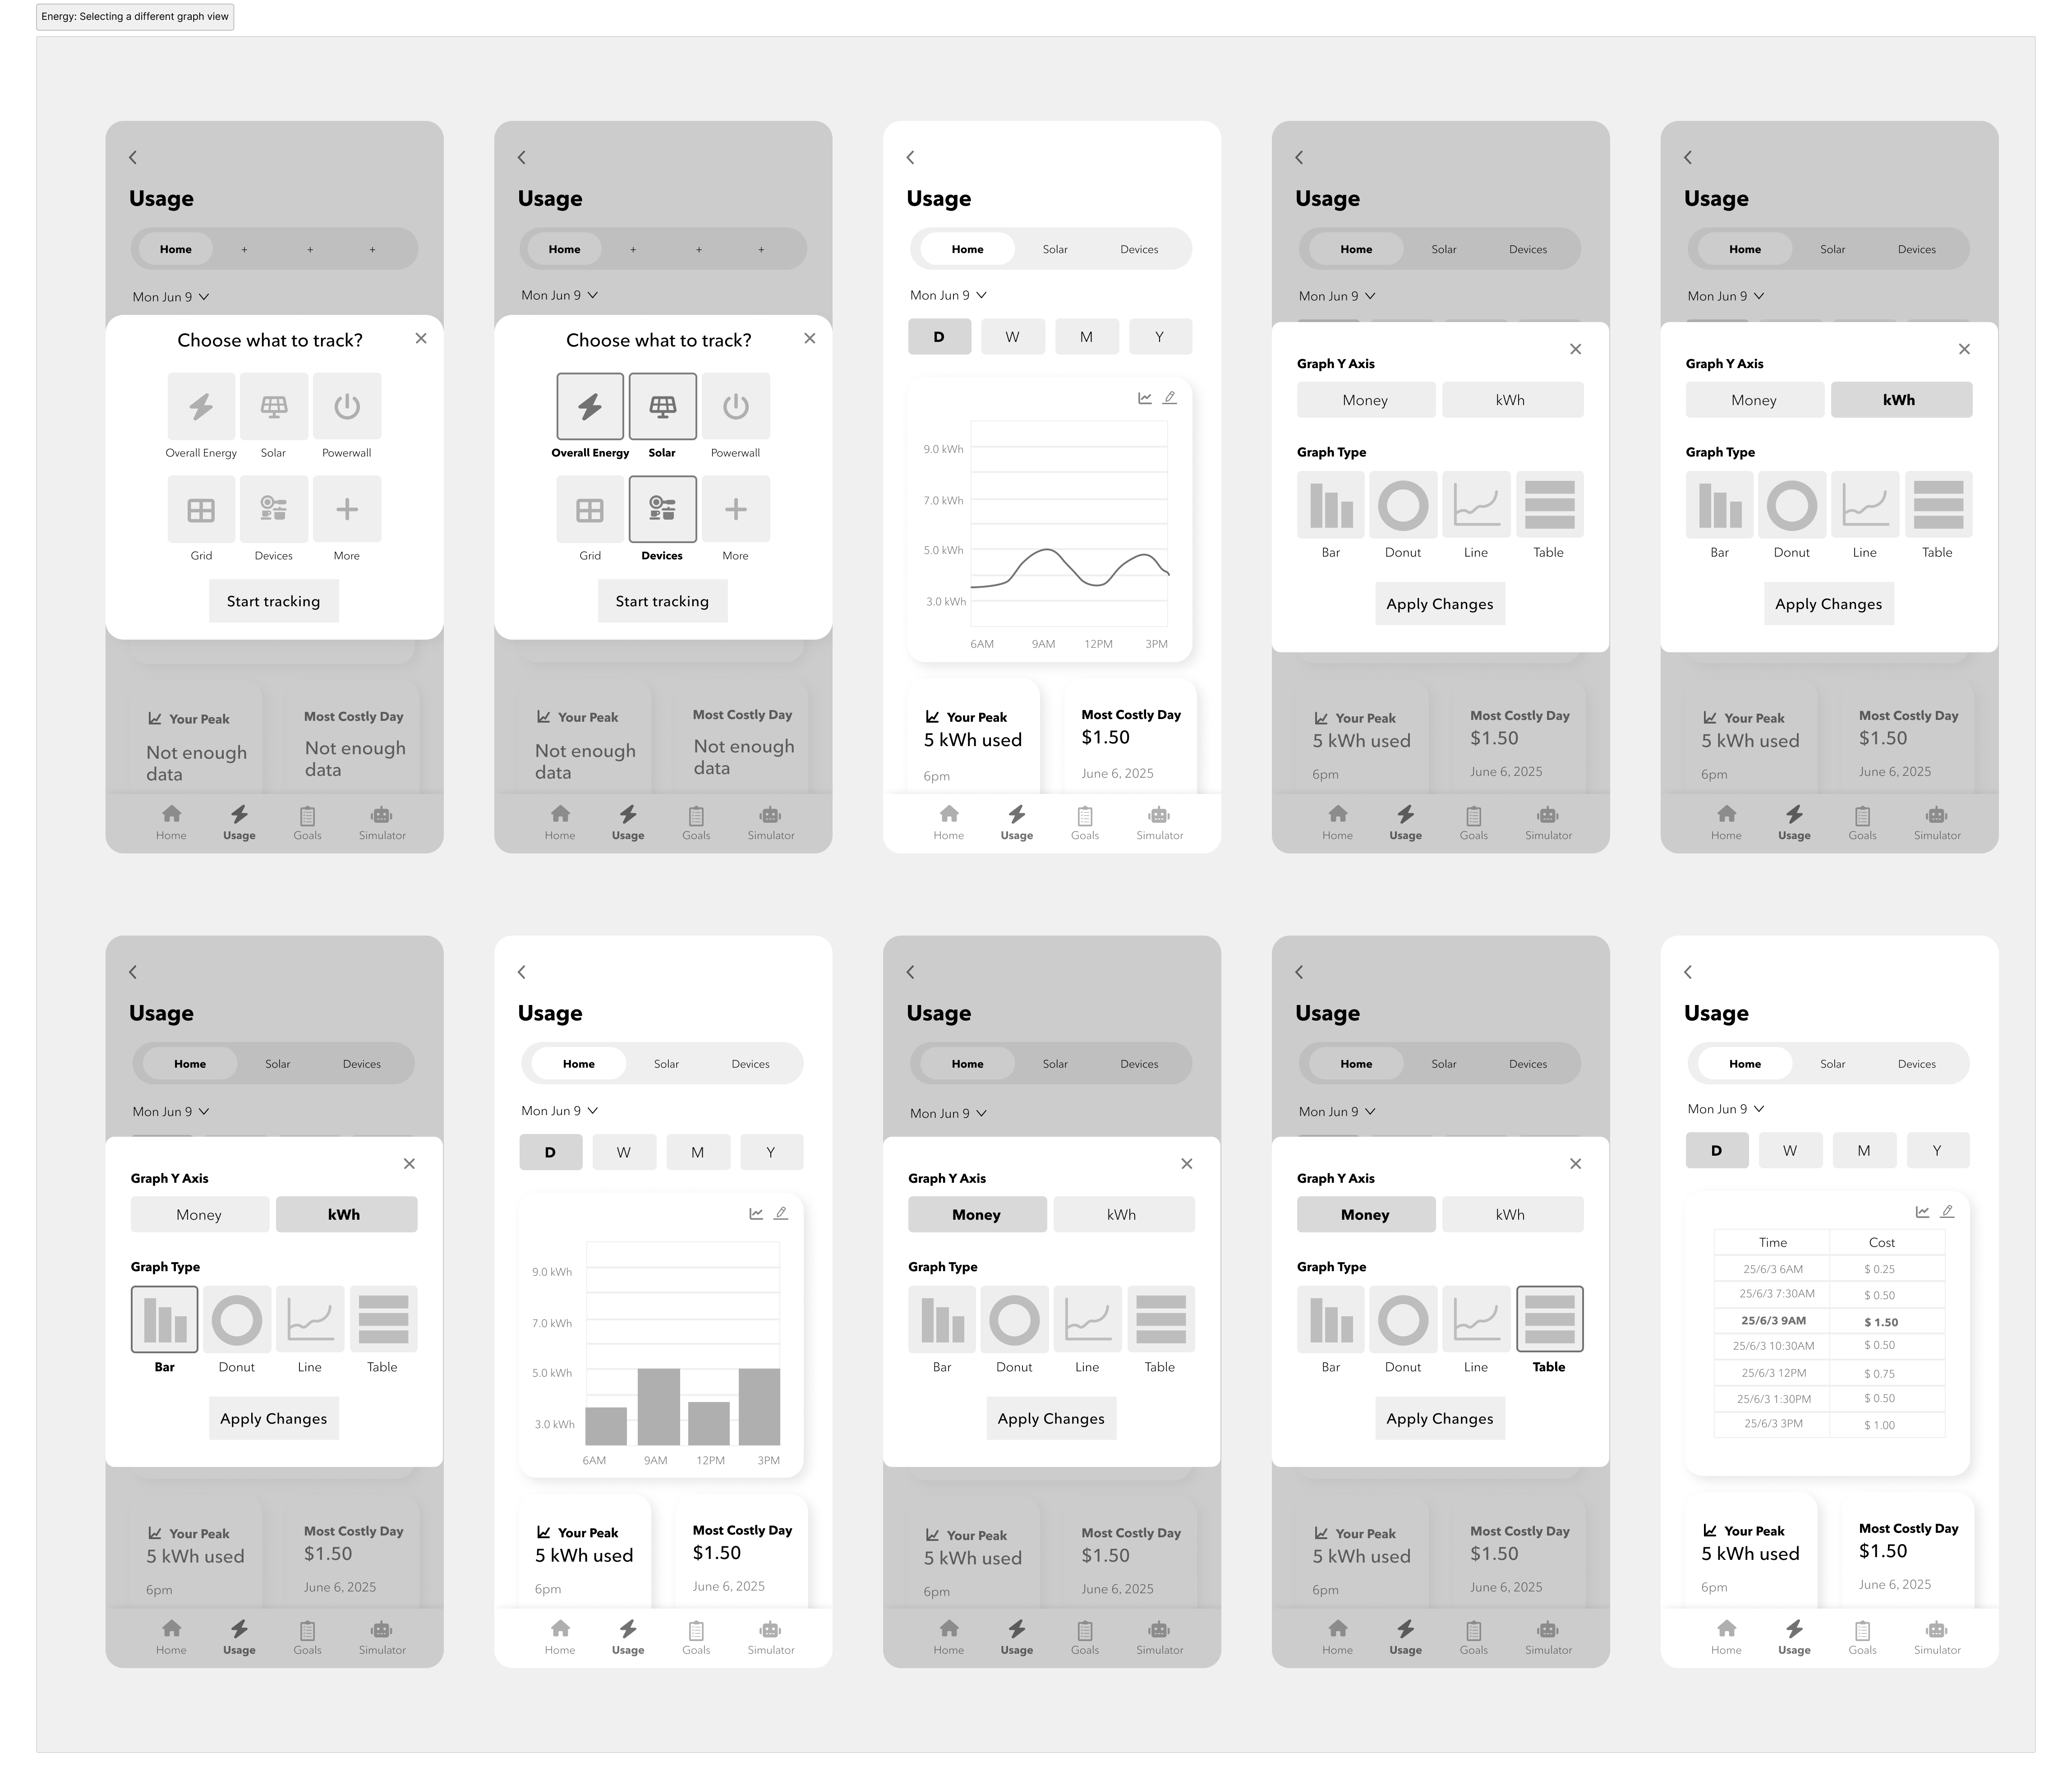 Energy: Selecting a different graph view
Usage
Home + + +
Mon Jun 9
Choose what to track?
Overall Energy Solar Powerwall
Grid Devices More
Start tracking
Your Peak
Not enough
data
Most Costly Day
Not enough
data
Home Usage Goals Simulator
Usage
Home + + +
Mon Jun 9
Choose what to track?
Overall Energy Solar Powerwall
Grid Devices More
Start tracking
Your Peak
Not enough
data
Most Costly Day
Not enough
data
Home Usage Goals Simulator
Usage
Home Solar Devices
Mon Jun 9
D W M Y
9.0 kWh
7.0 kWh
5.0 kWh
3.0 kWh
6AM 9AM 12PM 3PM
Your Peak
5 kWh used
6pm
Most Costly Day
$1.50
June 6, 2025
Home Usage Goals Simulator
Usage
Home Solar Devices
Mon Jun 9
Graph Y Axis
Money kWh
Graph Type
Bar Donut Line Table
Apply Changes
Your Peak
5 kWh used
6pm
Most Costly Day
$1.50
June 6, 2025
Home Usage Goals Simulator
Usage
Home Solar Devices
Mon Jun 9
Graph Y Axis
Money kWh
Graph Type
Bar Donut Line Table
Apply Changes
Your Peak
5 kWh used
6pm
Most Costly Day
$1.50
June 6, 2025
Home Usage Goals Simulator
Usage
Home Solar Devices
Mon Jun 9
Graph Y Axis
Money kWh
Graph Type
Bar Donut Line Table
Apply Changes
Your Peak
5 kWh used
6pm
Most Costly Day
$1.50
June 6, 2025
Home Usage Goals Simulator
Usage
Home Solar Devices
Mon Jun 9
D W M Y
9.0 kWh
7.0 kWh
5.0 kWh
3.0 kWh
6AM 9AM 12PM 3PM
Your Peak
5 kWh used
6pm
Most Costly Day
$1.50
June 6, 2025
Home Usage Goals Simulator
Usage
Home Solar Devices
Mon Jun 9
Graph Y Axis
Money kWh
Graph Type
Bar Donut Line Table
Apply Changes
Your Peak
5 kWh used
6pm
Most Costly Day
$1.50
June 6, 2025
Home Usage Goals Simulator
Usage
Home Solar Devices
Mon Jun 9
Graph Y Axis
Money kWh
Graph Type
Bar Donut Line Table
Apply Changes
Your Peak
5 kWh used
6pm
Most Costly Day
$1.50
June 6, 2025
Home Usage Goals Simulator
Usage
Home Solar Devices
Mon Jun 9
D W M Y
Time Cost
25/6/3 6AM $ 0.25
25/6/3 7:30AM $ 0.50
25/6/3 9AM $ 1.50
25/6/3 10:30AM $ 0.50
25/6/3 12PM $ 0.75
25/6/3 1:30PM $ 0.50
25/6/3 3PM $ 1.00
Your Peak
5 kWh used
6pm
Most Costly Day
$1.50
June 6, 2025
Home Usage Goals Simulator